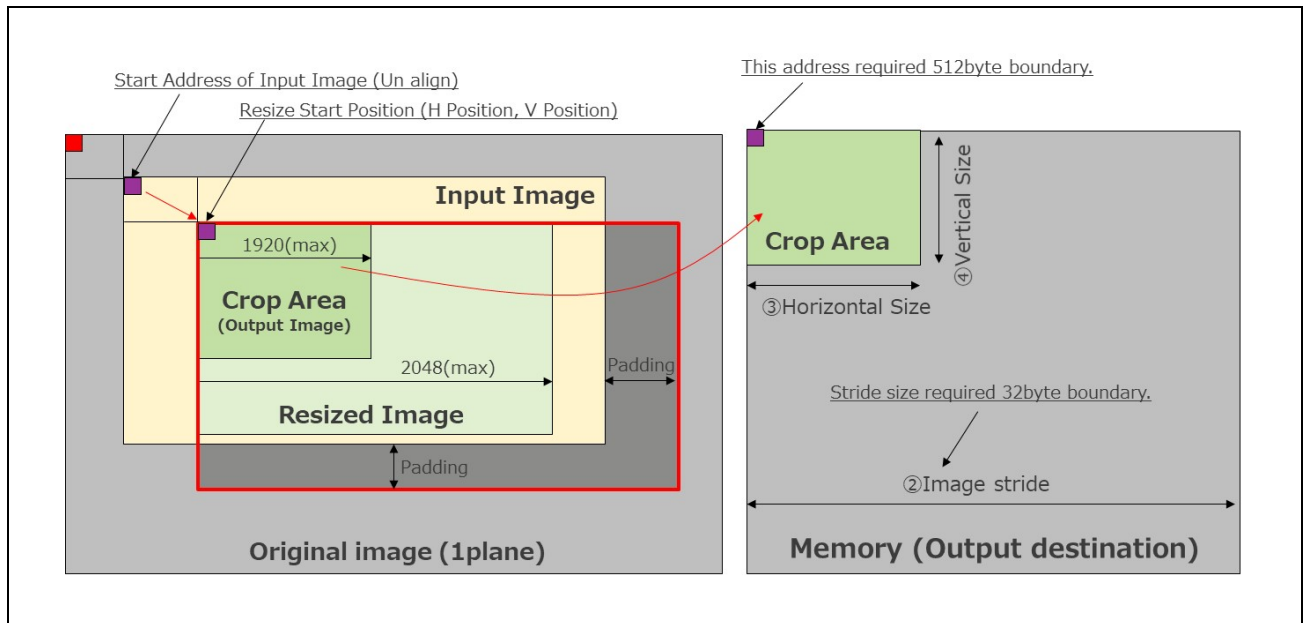 Start Address of Input Image (Un align)
Resize Start Position (H Position, V Position)
Input Image
1920(max)
Crop Area
(Output Image)
2048(max)
Padding
Resized Image
Padding
Original image (1plane)
This address required 512byte boundary.
④Vertical Size
Crop Area
③Horizontal Size
Stride size required 32byte boundary.
②Image stride
Memory (Output destination)